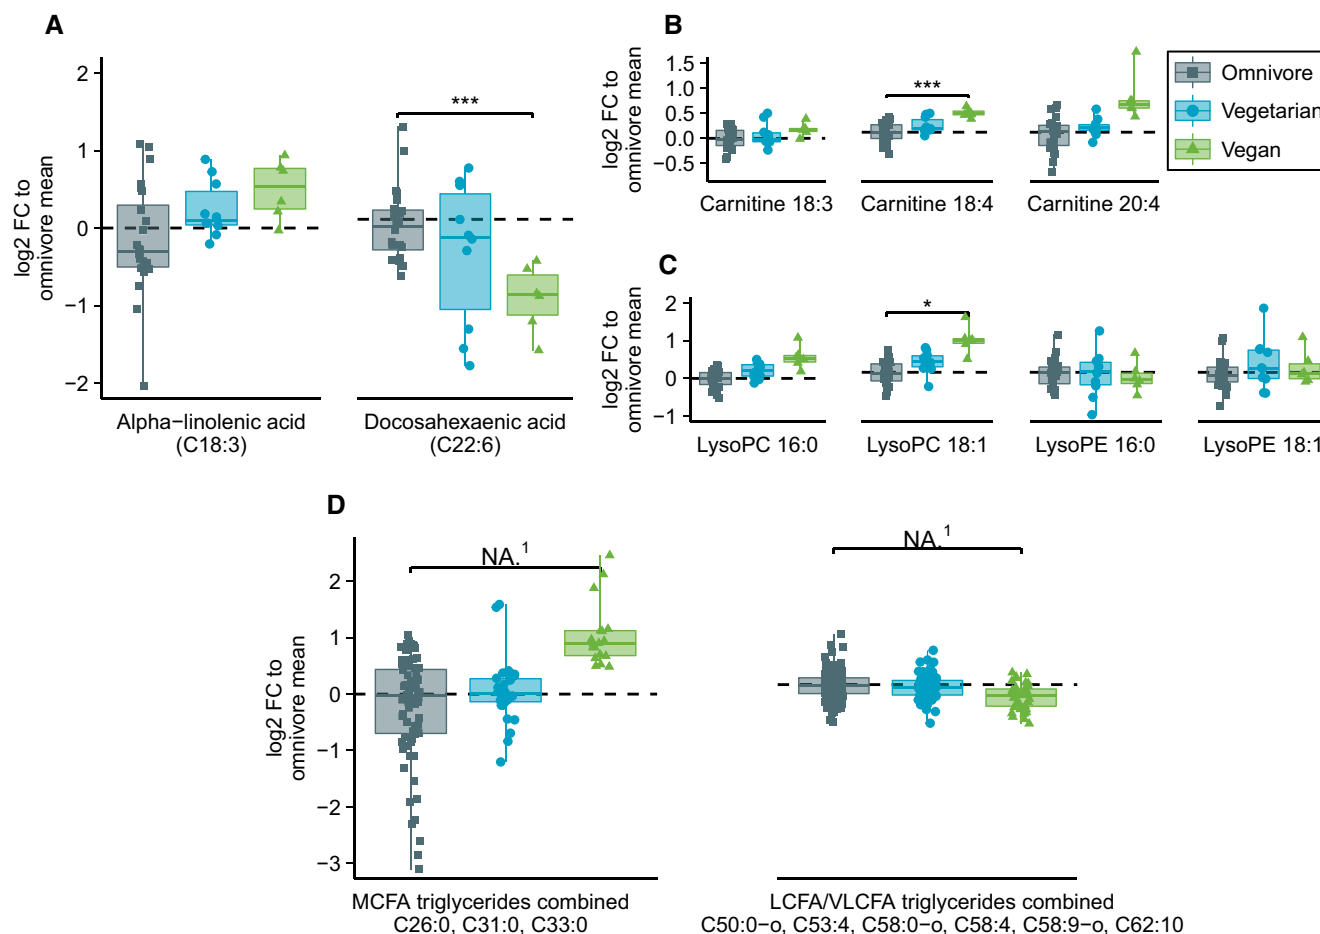 A
log2 FC to
omnivore mean
2
1
0
−1
−2
***
Alpha−linolenic acid
(C18:3)
Docosahexaenic acid
(C22:6)
B
log2 FC to
omnivore mean
1.5
1.0
0.5
0.0
−0.5
***
Carnitine 18:3
Carnitine 18:4
Carnitine 20:4
Omnivore
Vegetarian
Vegan
C
log2 FC to
omnivore mean
2
1
0
−1
*
LysoPC 16:0
LysoPC 18:1
LysoPE 16:0
LysoPE 18:1
D
log2 FC to
omnivore mean
2
1
0
−1
−2
−3
NA.1
NA.1
MCFA triglycerides combined
C26:0, C31:0, C33:0
LCFA/VLCFA triglycerides combined
C50:0−o, C53:4, C58:0−o, C58:4, C58:9−o, C62:10